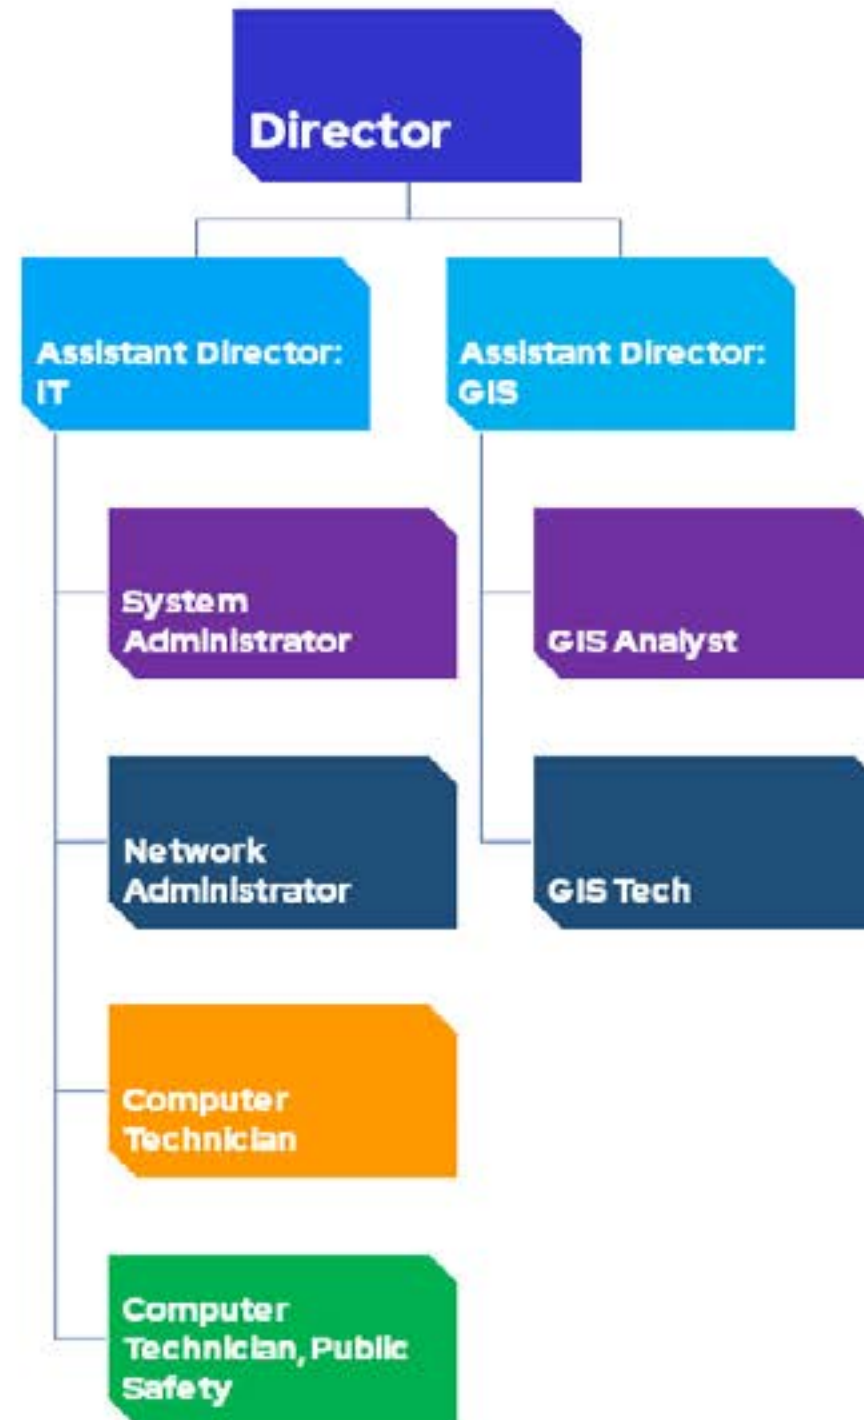 Director
Assistant Director:
IT
Assistant Director:
GIS
System
Administrator
GIS Analyst
Network
Administrator
GIS Tech
Computer
Technician
Computer
Technician, Public
Safety